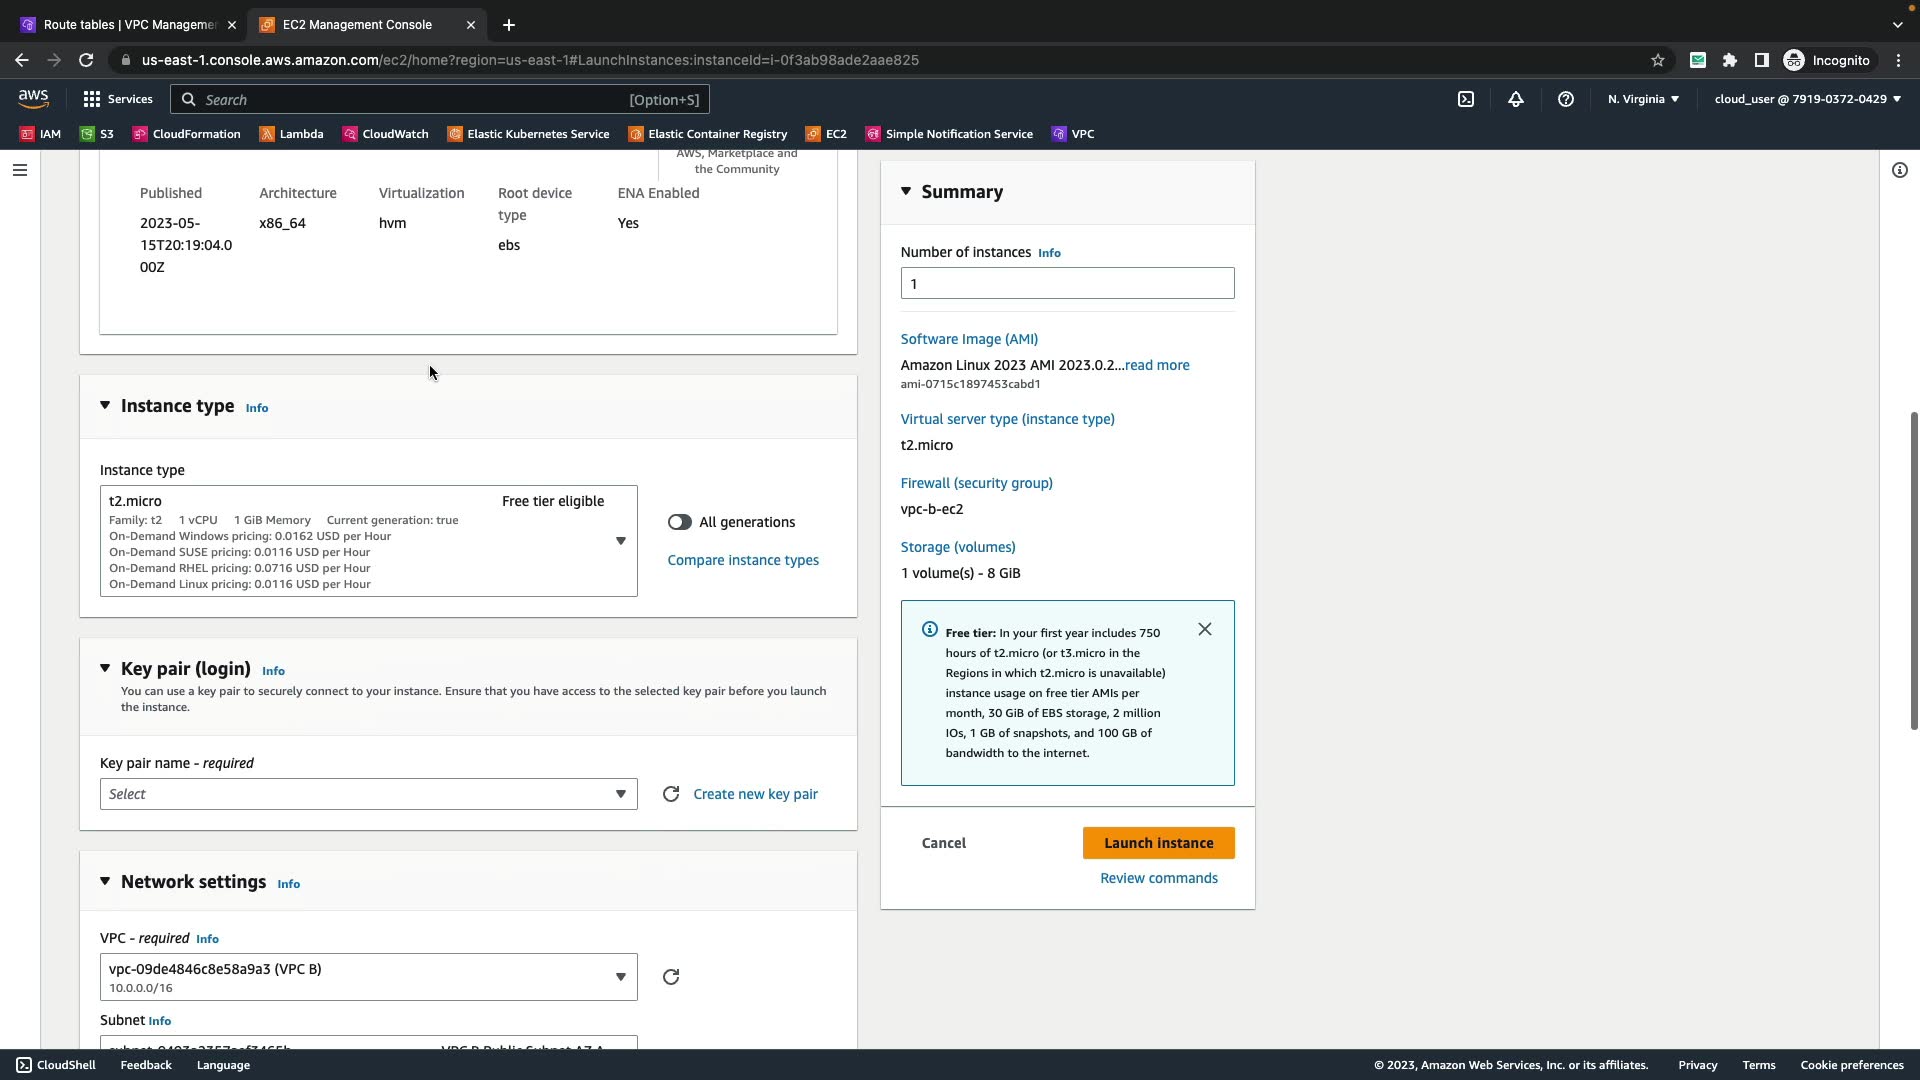 Route tables | VPC Manageme
EC2 Management Console
us-east-1.console.aws.amazon.com/ec2/home?region=us-east-1#LaunchInstances:instanceId=i-0f3ab98ade2aae825
Incognito
aws
Services
Search
[Option+S]
N. Virginia
cloud_user @ 7919-0372-0429
IAM
S3
CloudFormation
Lambda
CloudWatch
Elastic Kubernetes Service
Elastic Container Registry
EC2
Simple Notification Service
VPC
AWS, Marketplace and
the Community
Published
Architecture
Virtualization
Root device
type
ENA Enabled
2023-05-
15T20:19:04.0
00Z
x86_64
hvm
ebs
Yes
Instance type Info
Instance type
t2.micro
Free tier eligible
Family: t2 1 vCPU 1 GiB Memory Current generation: true
On-Demand Windows pricing: 0.0162 USD per Hour
On-Demand SUSE pricing: 0.0116 USD per Hour
On-Demand RHEL pricing: 0.0716 USD per Hour
On-Demand Linux pricing: 0.0116 USD per Hour
All generations
Compare instance types
Key pair (login) Info
You can use a key pair to securely connect to your instance. Ensure that you have access to the selected key pair before you launch
the instance.
Key pair name - required
Select
Create new key pair
Network settings Info
VPC - required Info
vpc-09de4846c8e58a9a3 (VPC B)
10.0.0.0/16
Subnet Info
VPC B Public Subnet AZ A
Summary
Number of instances Info
1
Software Image (AMI)
Amazon Linux 2023 AMI 2023.0.2...read more
ami-0715c1897453cabd1
Virtual server type (instance type)
t2.micro
Firewall (security group)
vpc-b-ec2
Storage (volumes)
1 volume(s) - 8 GiB
Free tier: In your first year includes 750
hours of t2.micro (or t3.micro in the
Regions in which t2.micro is unavailable)
instance usage on free tier AMIs per
month, 30 GiB of EBS storage, 2 million
IOs, 1 GB of snapshots, and 100 GB of
bandwidth to the internet.
Cancel
Launch instance
Review commands
CloudShell
Feedback
Language
© 2023, Amazon Web Services, Inc. or its affiliates.
Privacy
Terms
Cookie preferences